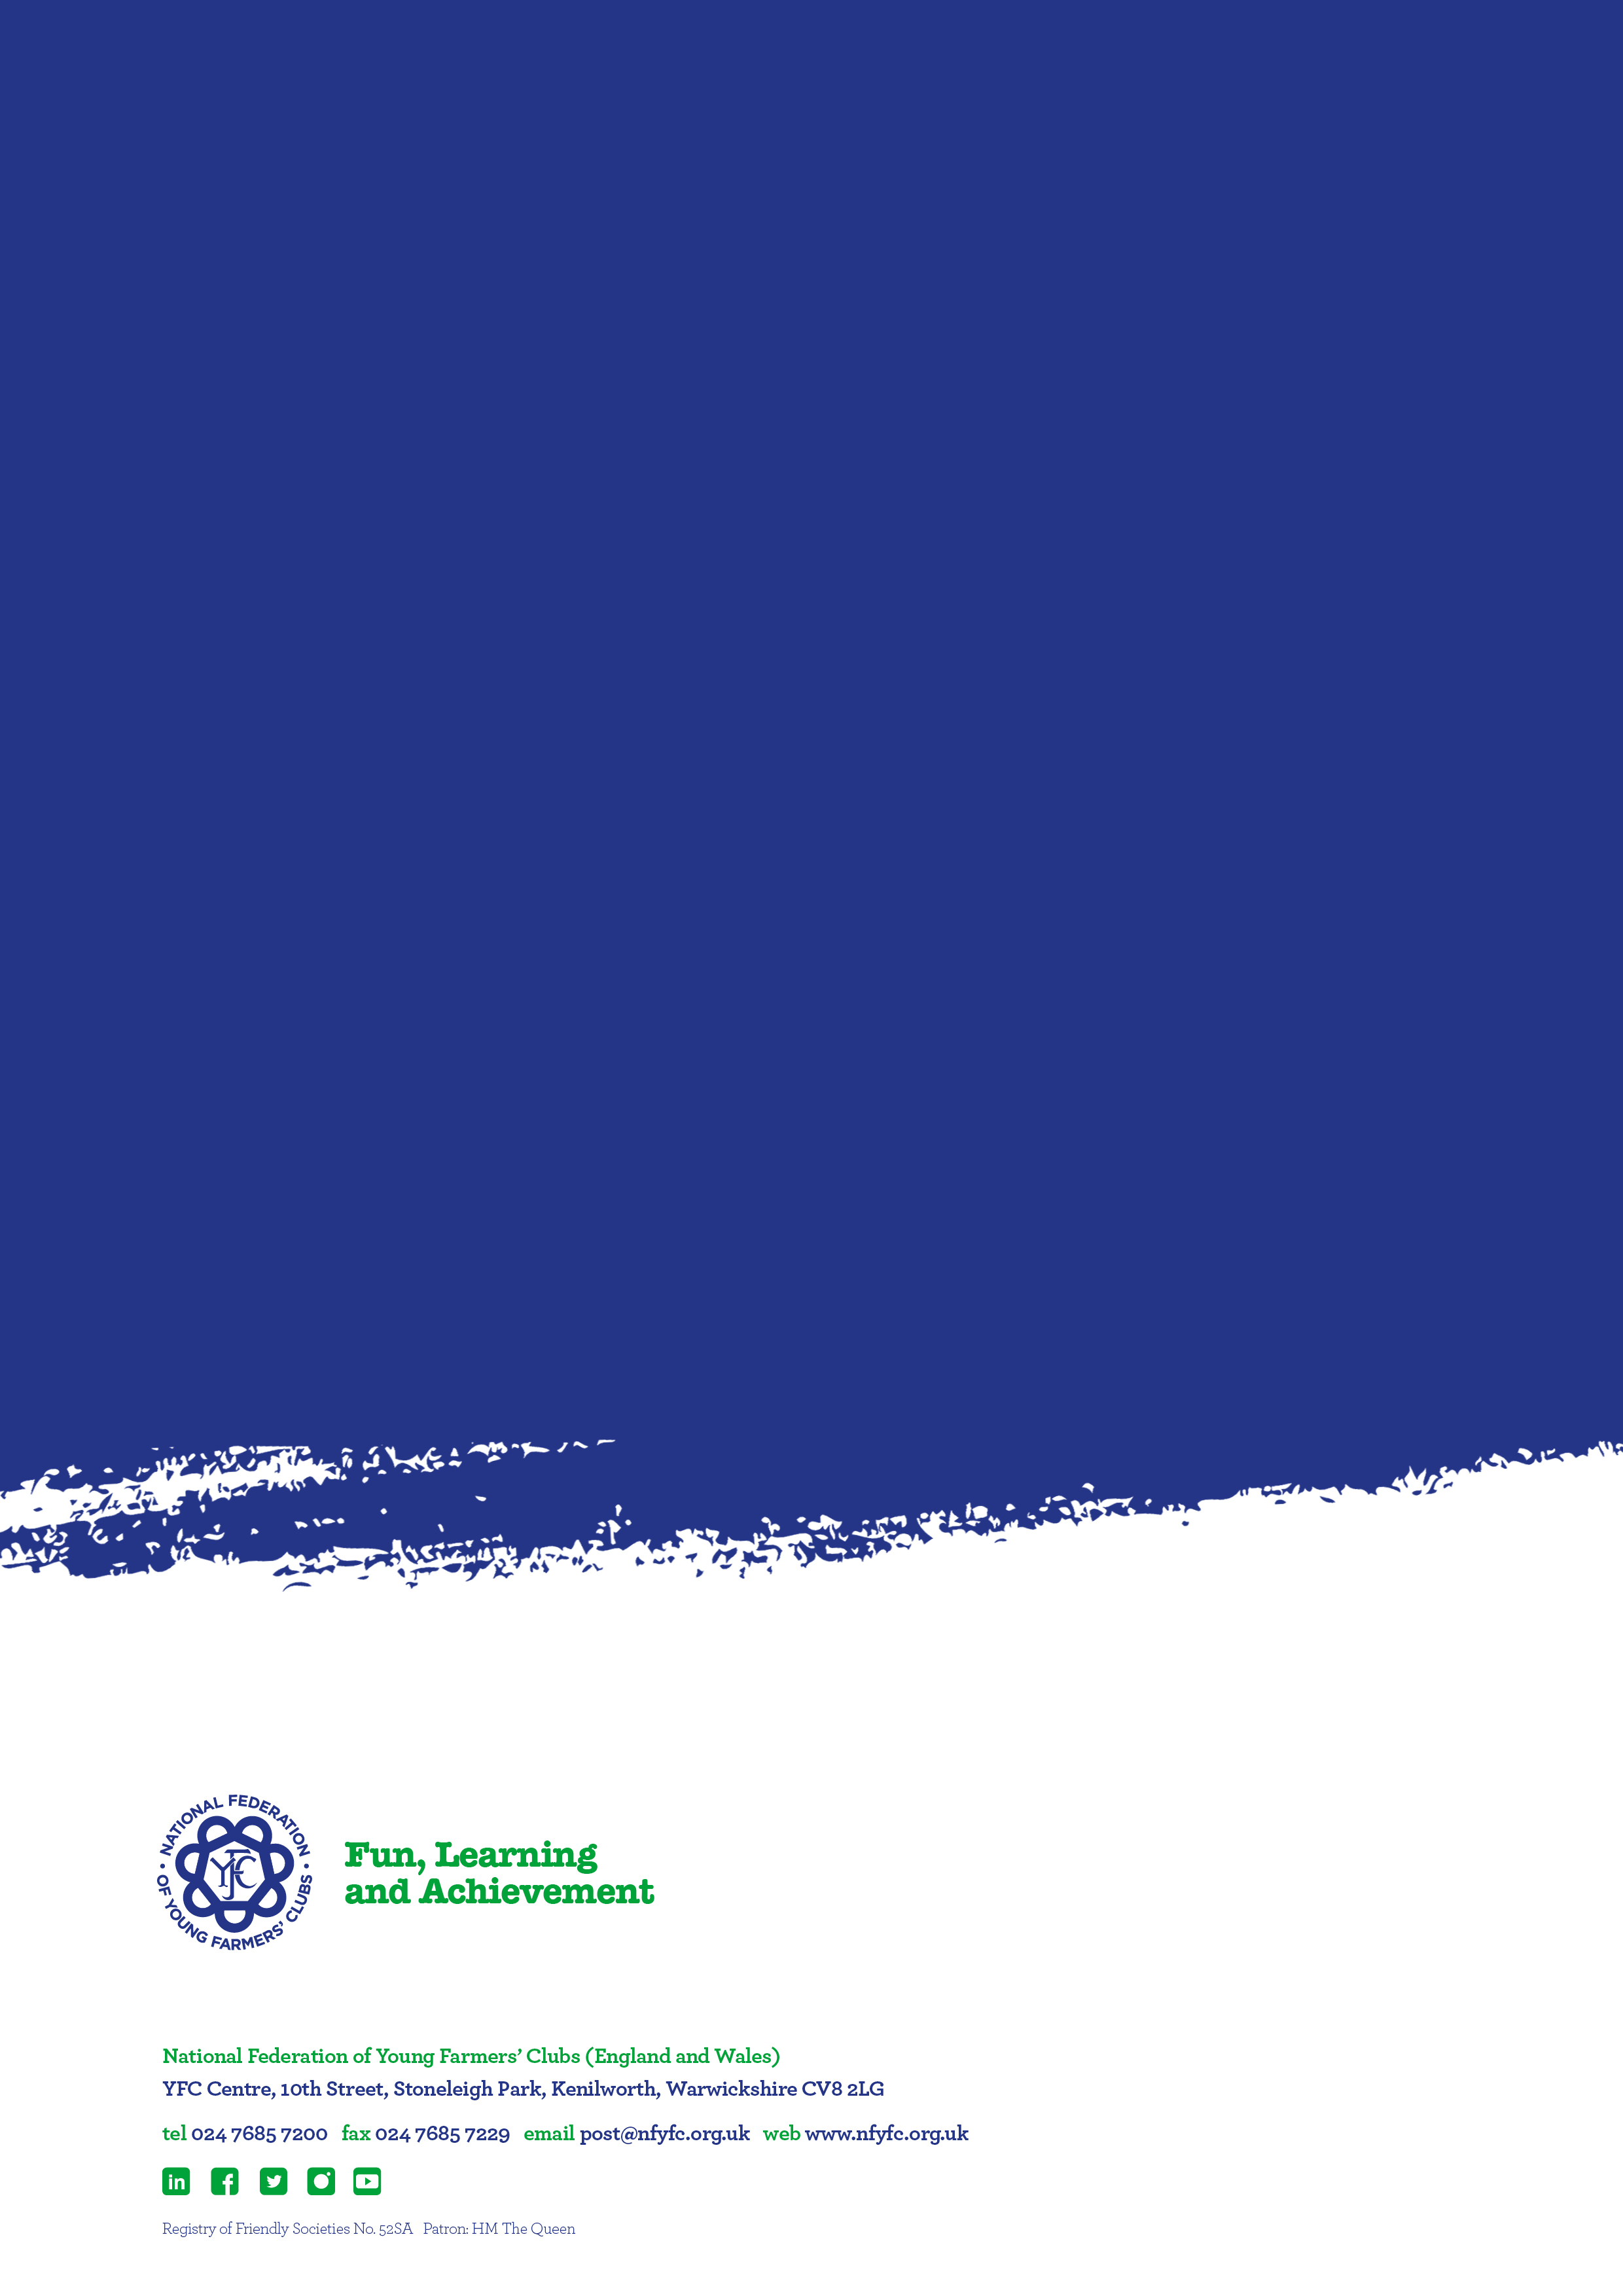 NATIONAL FEDERATION
OF YOUNG FARMERS' CLUBS
YFC
Fun, Learning
and Achievement
National Federation of Young Farmers’ Clubs (England and Wales)
YFC Centre, 10th Street, Stoneleigh Park, Kenilworth, Warwickshire CV8 2LG
tel 024 7685 7200 fax 024 7685 7229 email post@nfyfc.org.uk web www.nfyfc.org.uk
in f
Registry of Friendly Societies No. 52SA Patron: HM The Queen